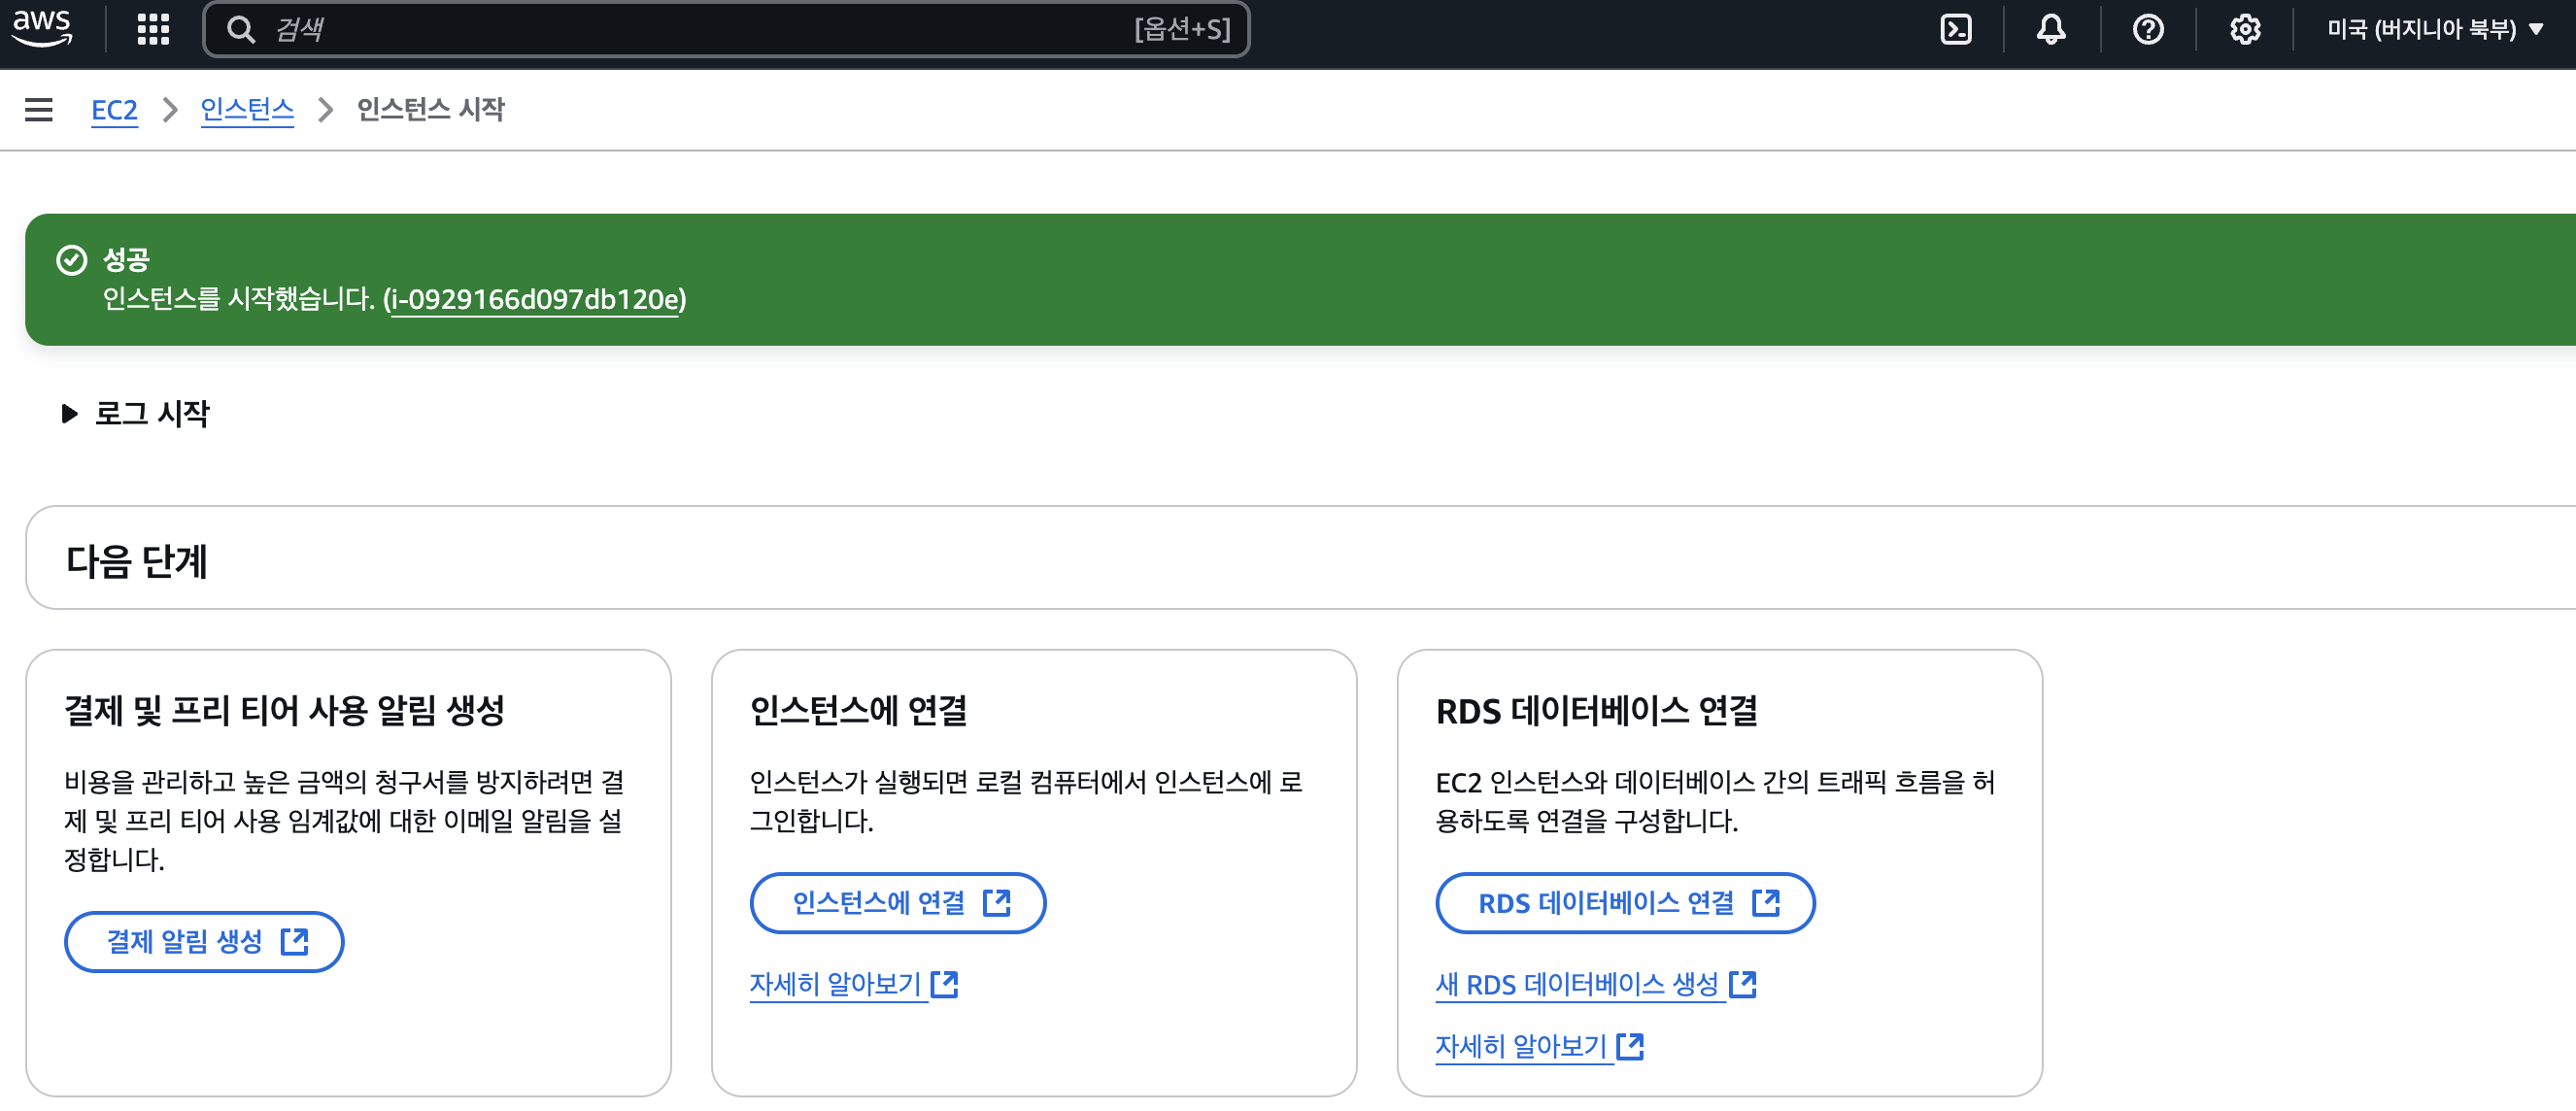 aws
검색
[옵션+S]
미국 (버지니아 북부)
EC2 인스턴스 인스턴스 시작
성공
인스턴스를 시작했습니다. (i-0929166d097db120e)
로그 시작
다음 단계
결제 및 프리 티어 사용 알림 생성
비용을 관리하고 높은 금액의 청구서를 방지하려면 결
제 및 프리 티어 사용 임계값에 대한 이메일 알림을 설
정합니다.
결제 알림 생성
인스턴스에 연결
인스턴스가 실행되면 로컬 컴퓨터에서 인스턴스에 로
그인합니다.
인스턴스에 연결
자세히 알아보기
RDS 데이터베이스 연결
EC2 인스턴스와 데이터베이스 간의 트래픽 흐름을 허
용하도록 연결을 구성합니다.
RDS 데이터베이스 연결
새 RDS 데이터베이스 생성
자세히 알아보기